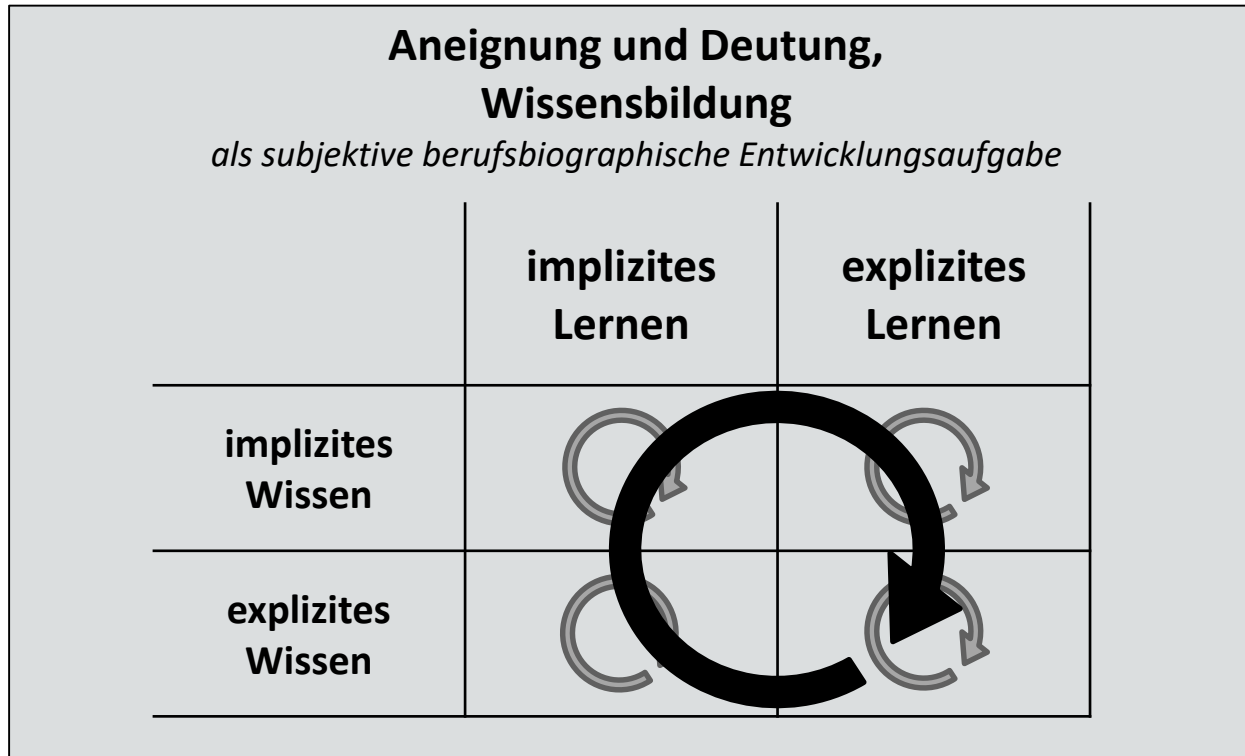 Aneignung und Deutung,
Wissensbildung
als subjektive berufsbiographische Entwicklungsaufgabe
implizites
Lernen
explizites
Lernen
implizites
Wissen
explizites
Wissen